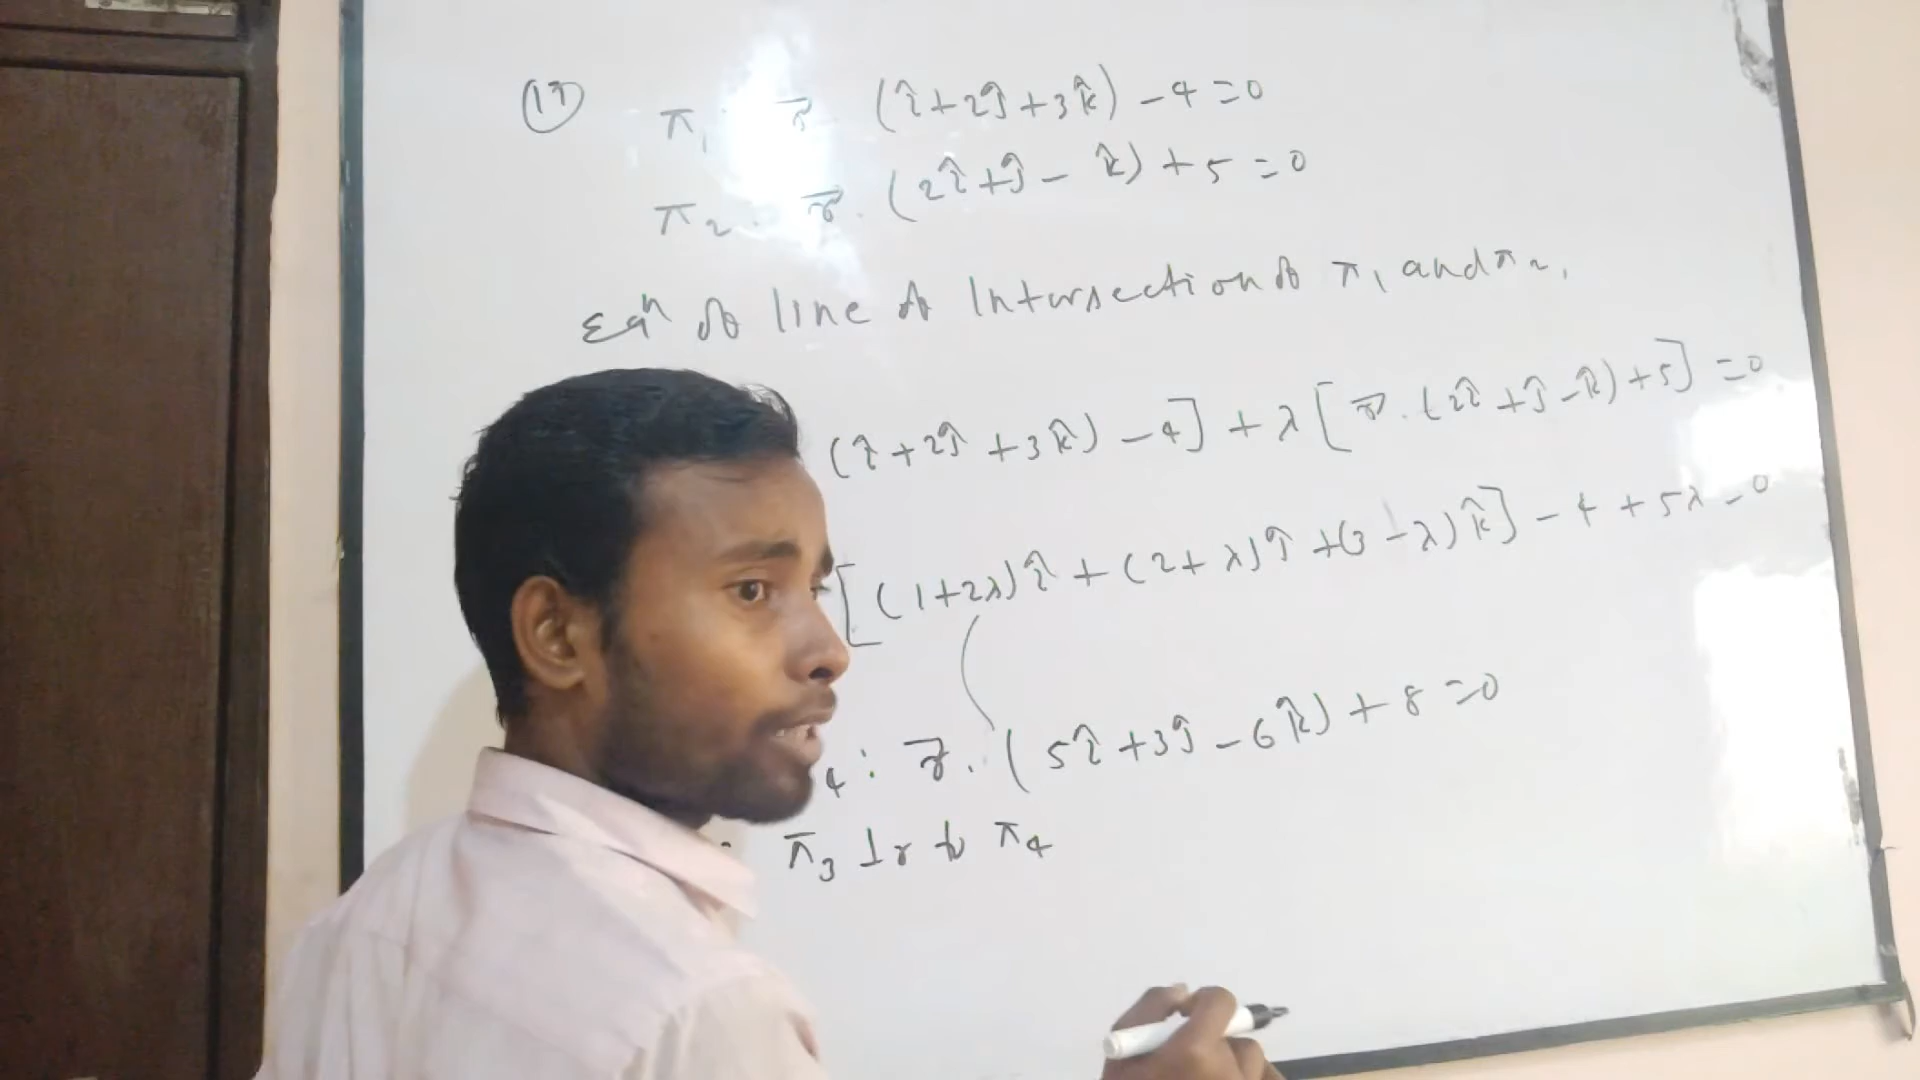 (17) π₁: r⃗ (î+2ĵ+3k̂) -4=0
π₂. r⃗. (2î+ĵ- k̂) +5=0
Eqn of line of Intersection of π₁ and π₂,
(î+2ĵ+3k̂) -4] + λ[r⃗.(2î+ĵ-k̂)+5] =0
[(1+2λ)î + (2+λ)ĵ +(3-λ)k̂] -4 +5λ=0
4: r⃗. (5î+3ĵ-6k̂) +8=0
π₃ ⊥r to π₄